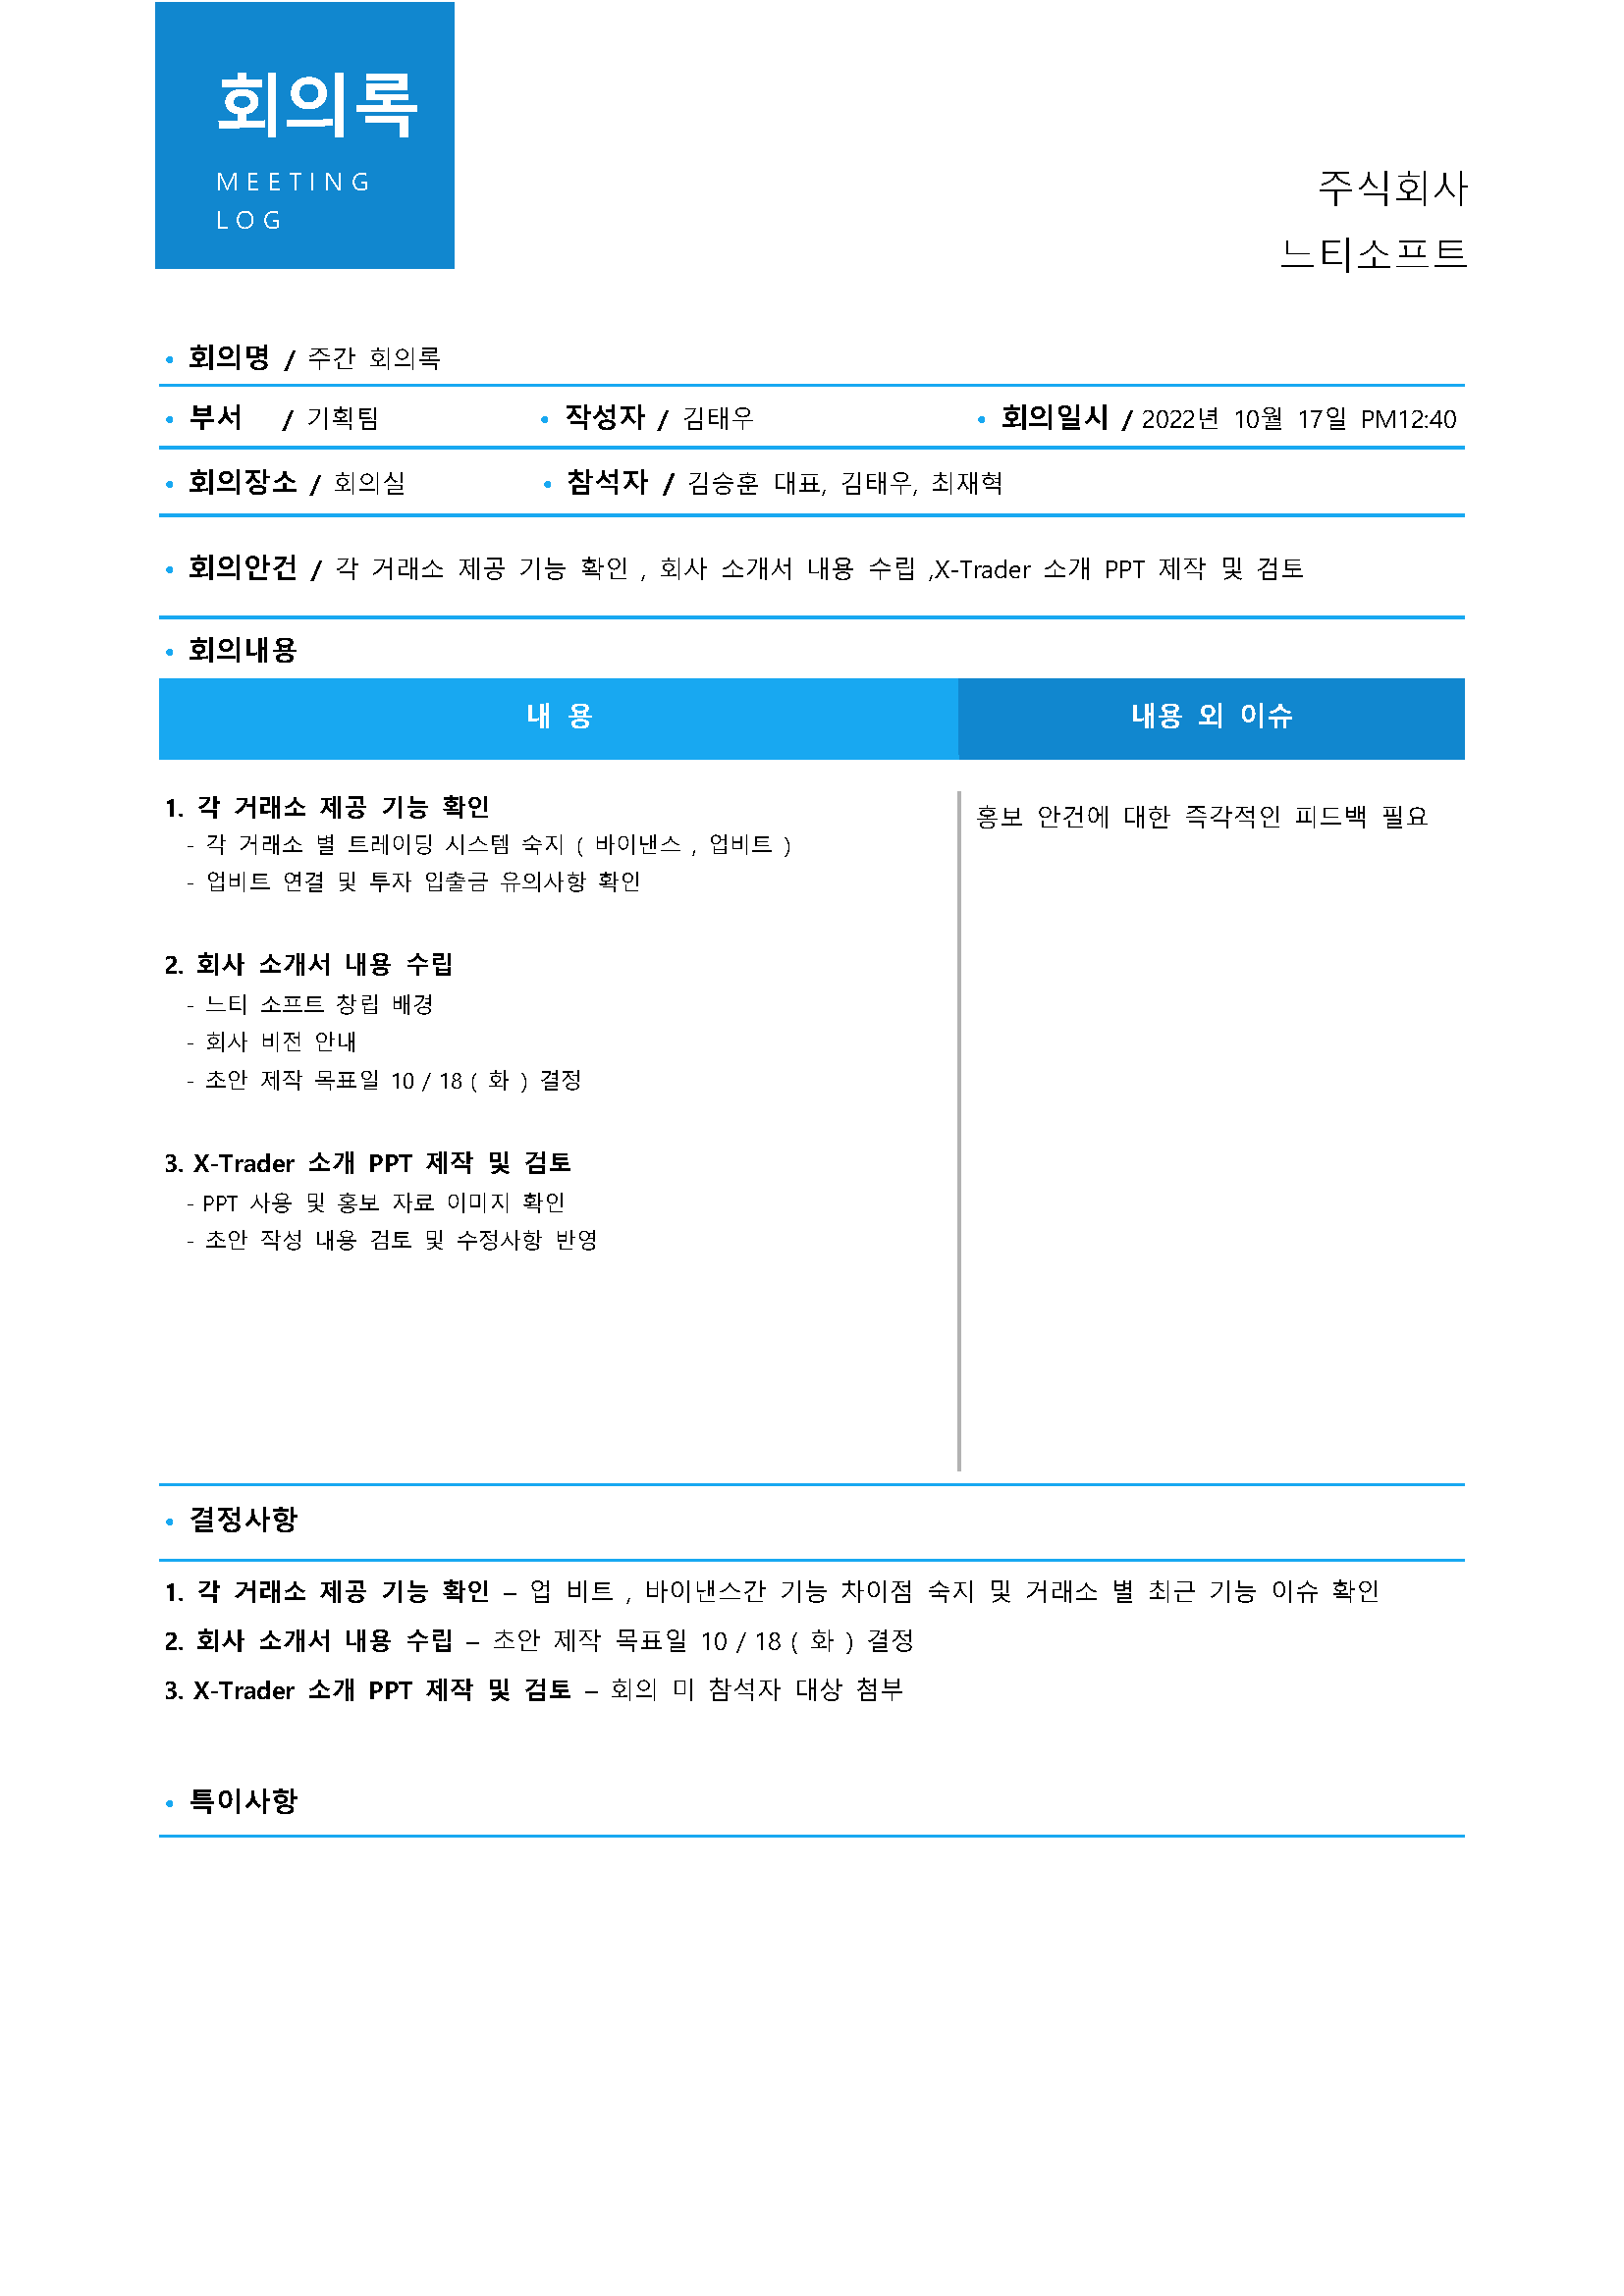 회의록
MEETING
LOG
주식회사
느티소프트
• 회의명 / 주간 회의록
• 부서 / 기획팀 • 작성자 / 김태우 • 회의일시 / 2022년 10월 17일 PM12:40
• 회의장소 / 회의실 • 참석자 / 김승훈 대표, 김태우, 최재혁
• 회의안건 / 각 거래소 제공 기능 확인 , 회사 소개서 내용 수립 ,X-Trader 소개 PPT 제작 및 검토
• 회의내용
내 용 내용 외 이슈
1. 각 거래소 제공 기능 확인
- 각 거래소 별 트레이딩 시스템 숙지 ( 바이낸스 , 업비트 )
- 업비트 연결 및 투자 입출금 유의사항 확인
2. 회사 소개서 내용 수립
- 느티 소프트 창립 배경
- 회사 비전 안내
- 초안 제작 목표일 10 / 18 ( 화 ) 결정
3. X-Trader 소개 PPT 제작 및 검토
- PPT 사용 및 홍보 자료 이미지 확인
- 초안 작성 내용 검토 및 수정사항 반영
홍보 안건에 대한 즉각적인 피드백 필요
• 결정사항
1. 각 거래소 제공 기능 확인 – 업 비트 , 바이낸스간 기능 차이점 숙지 및 거래소 별 최근 기능 이슈 확인
2. 회사 소개서 내용 수립 – 초안 제작 목표일 10 / 18 ( 화 ) 결정
3. X-Trader 소개 PPT 제작 및 검토 – 회의 미 참석자 대상 첨부
• 특이사항